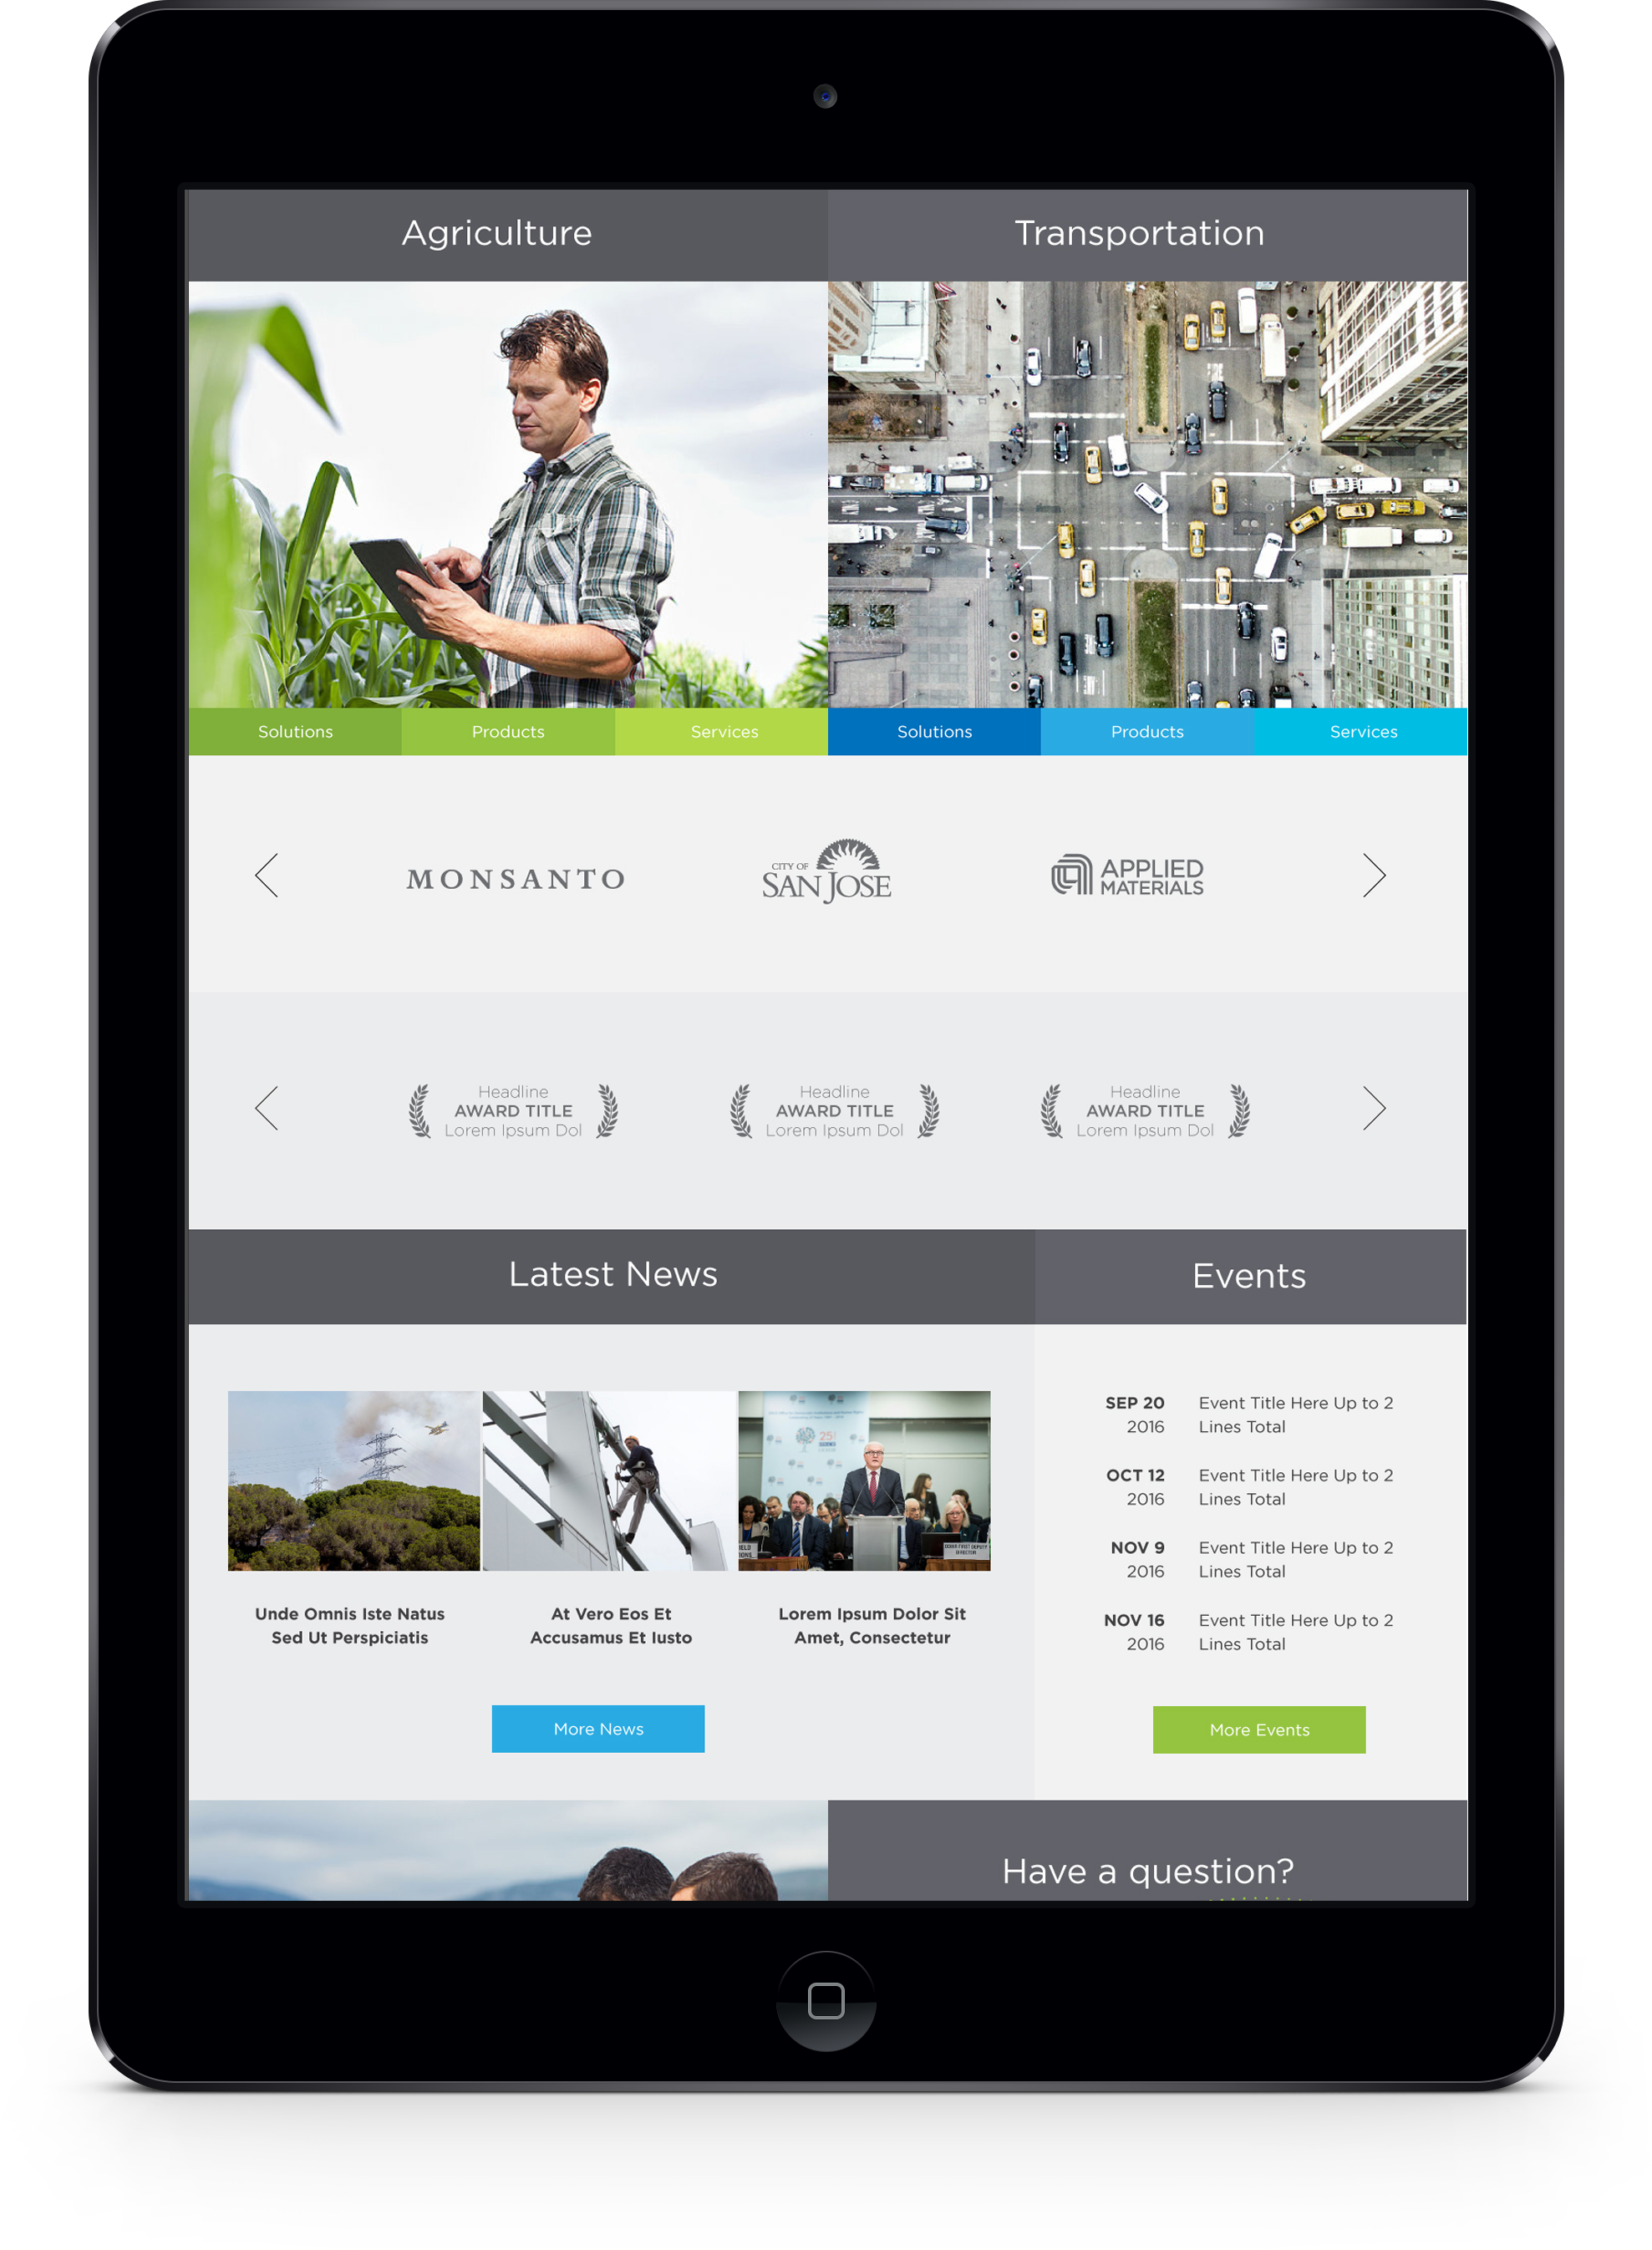 Agriculture
Transportation
Solutions
Products
Services
Solutions
Products
Services
MONSANTO
CITY OF
SAN JOSE
APPLIED
MATERIALS
Headline
AWARD TITLE
Lorem Ipsum Dol
Headline
AWARD TITLE
Lorem Ipsum Dol
Headline
AWARD TITLE
Lorem Ipsum Dol
Latest News
Events
25
Unde Omnis Iste Natus
Sed Ut Perspiciatis
At Vero Eos Et
Accusamus Et Iusto
Lorem Ipsum Dolor Sit
Amet, Consectetur
More News
SEP 20
2016
Event Title Here Up to 2
Lines Total
OCT 12
2016
Event Title Here Up to 2
Lines Total
NOV 9
2016
Event Title Here Up to 2
Lines Total
NOV 16
2016
Event Title Here Up to 2
Lines Total
More Events
Have a question?